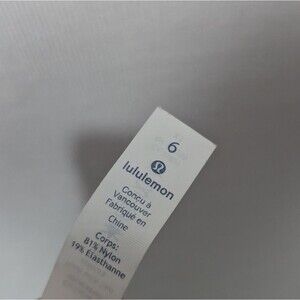 6
lululemon
Conçu à
Vancouver
Fabriqué en
Chine
Corps:
81% Nylon
19% Élasthanne